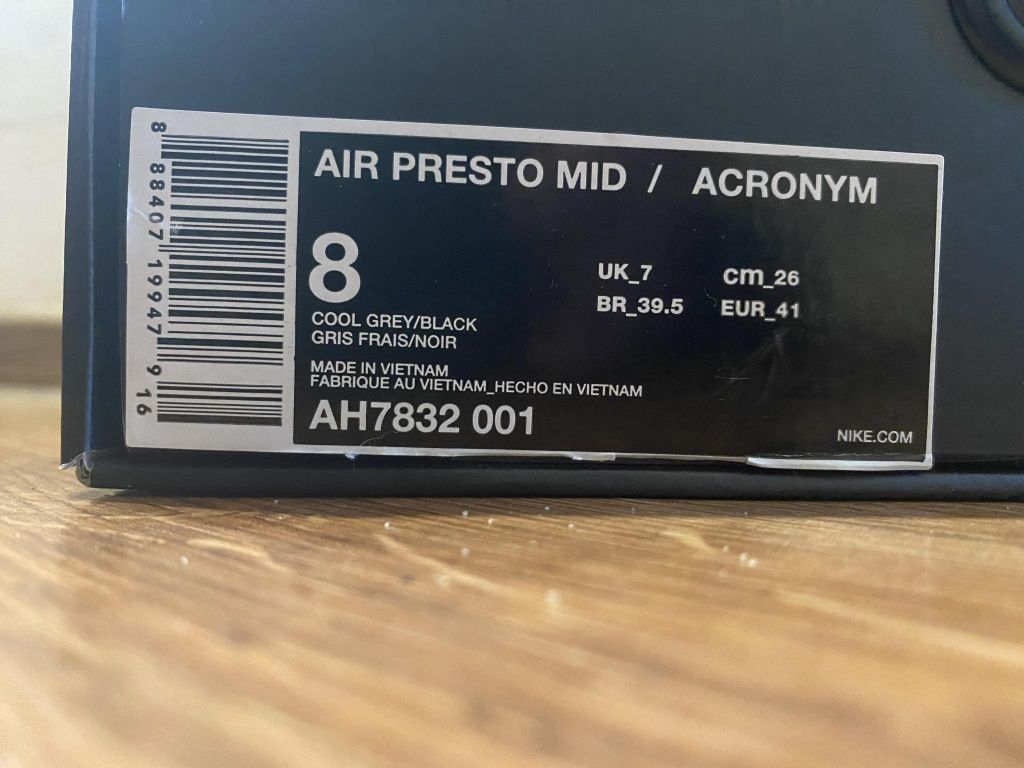 8 88407 19947 9 16
AIR PRESTO MID / ACRONYM
8
UK_7 cm_26
BR_39.5 EUR_41
COOL GREY/BLACK
GRIS FRAIS/NOIR
MADE IN VIETNAM
FABRIQUE AU VIETNAM_HECHO EN VIETNAM
AH7832 001
NIKE.COM